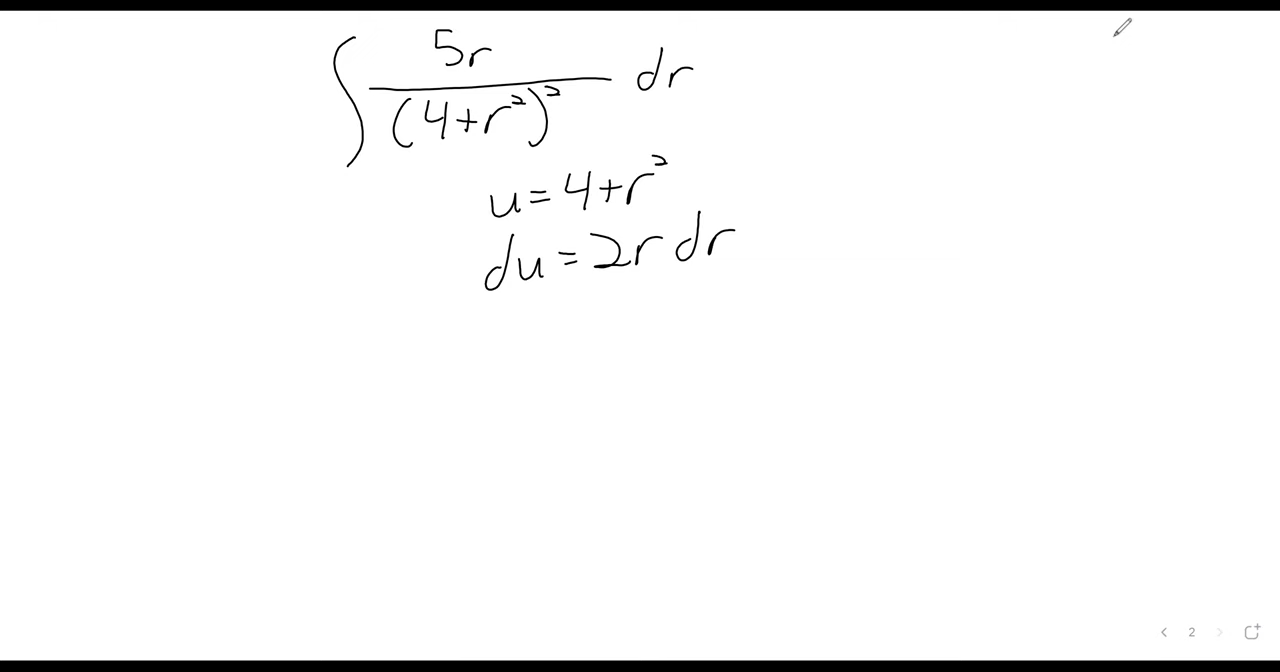 ∫ 5r/(4+r²)² dr
u = 4+r²
du = 2r dr
2